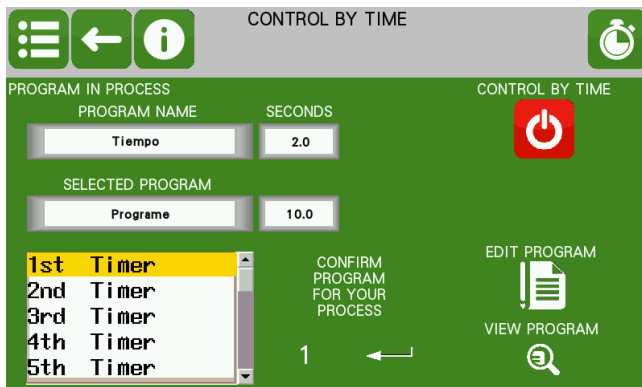 CONTROL BY TIME
PROGRAM IN PROCESS
CONTROL BY TIME
PROGRAM NAME
SECONDS
Tiempo
2.0
SELECTED PROGRAM
Programe
10.0
1st Timer
2nd Timer
3rd Timer
4th Timer
5th Timer
CONFIRM
PROGRAM
FOR YOUR
PROCESS
1
EDIT PROGRAM
VIEW PROGRAM